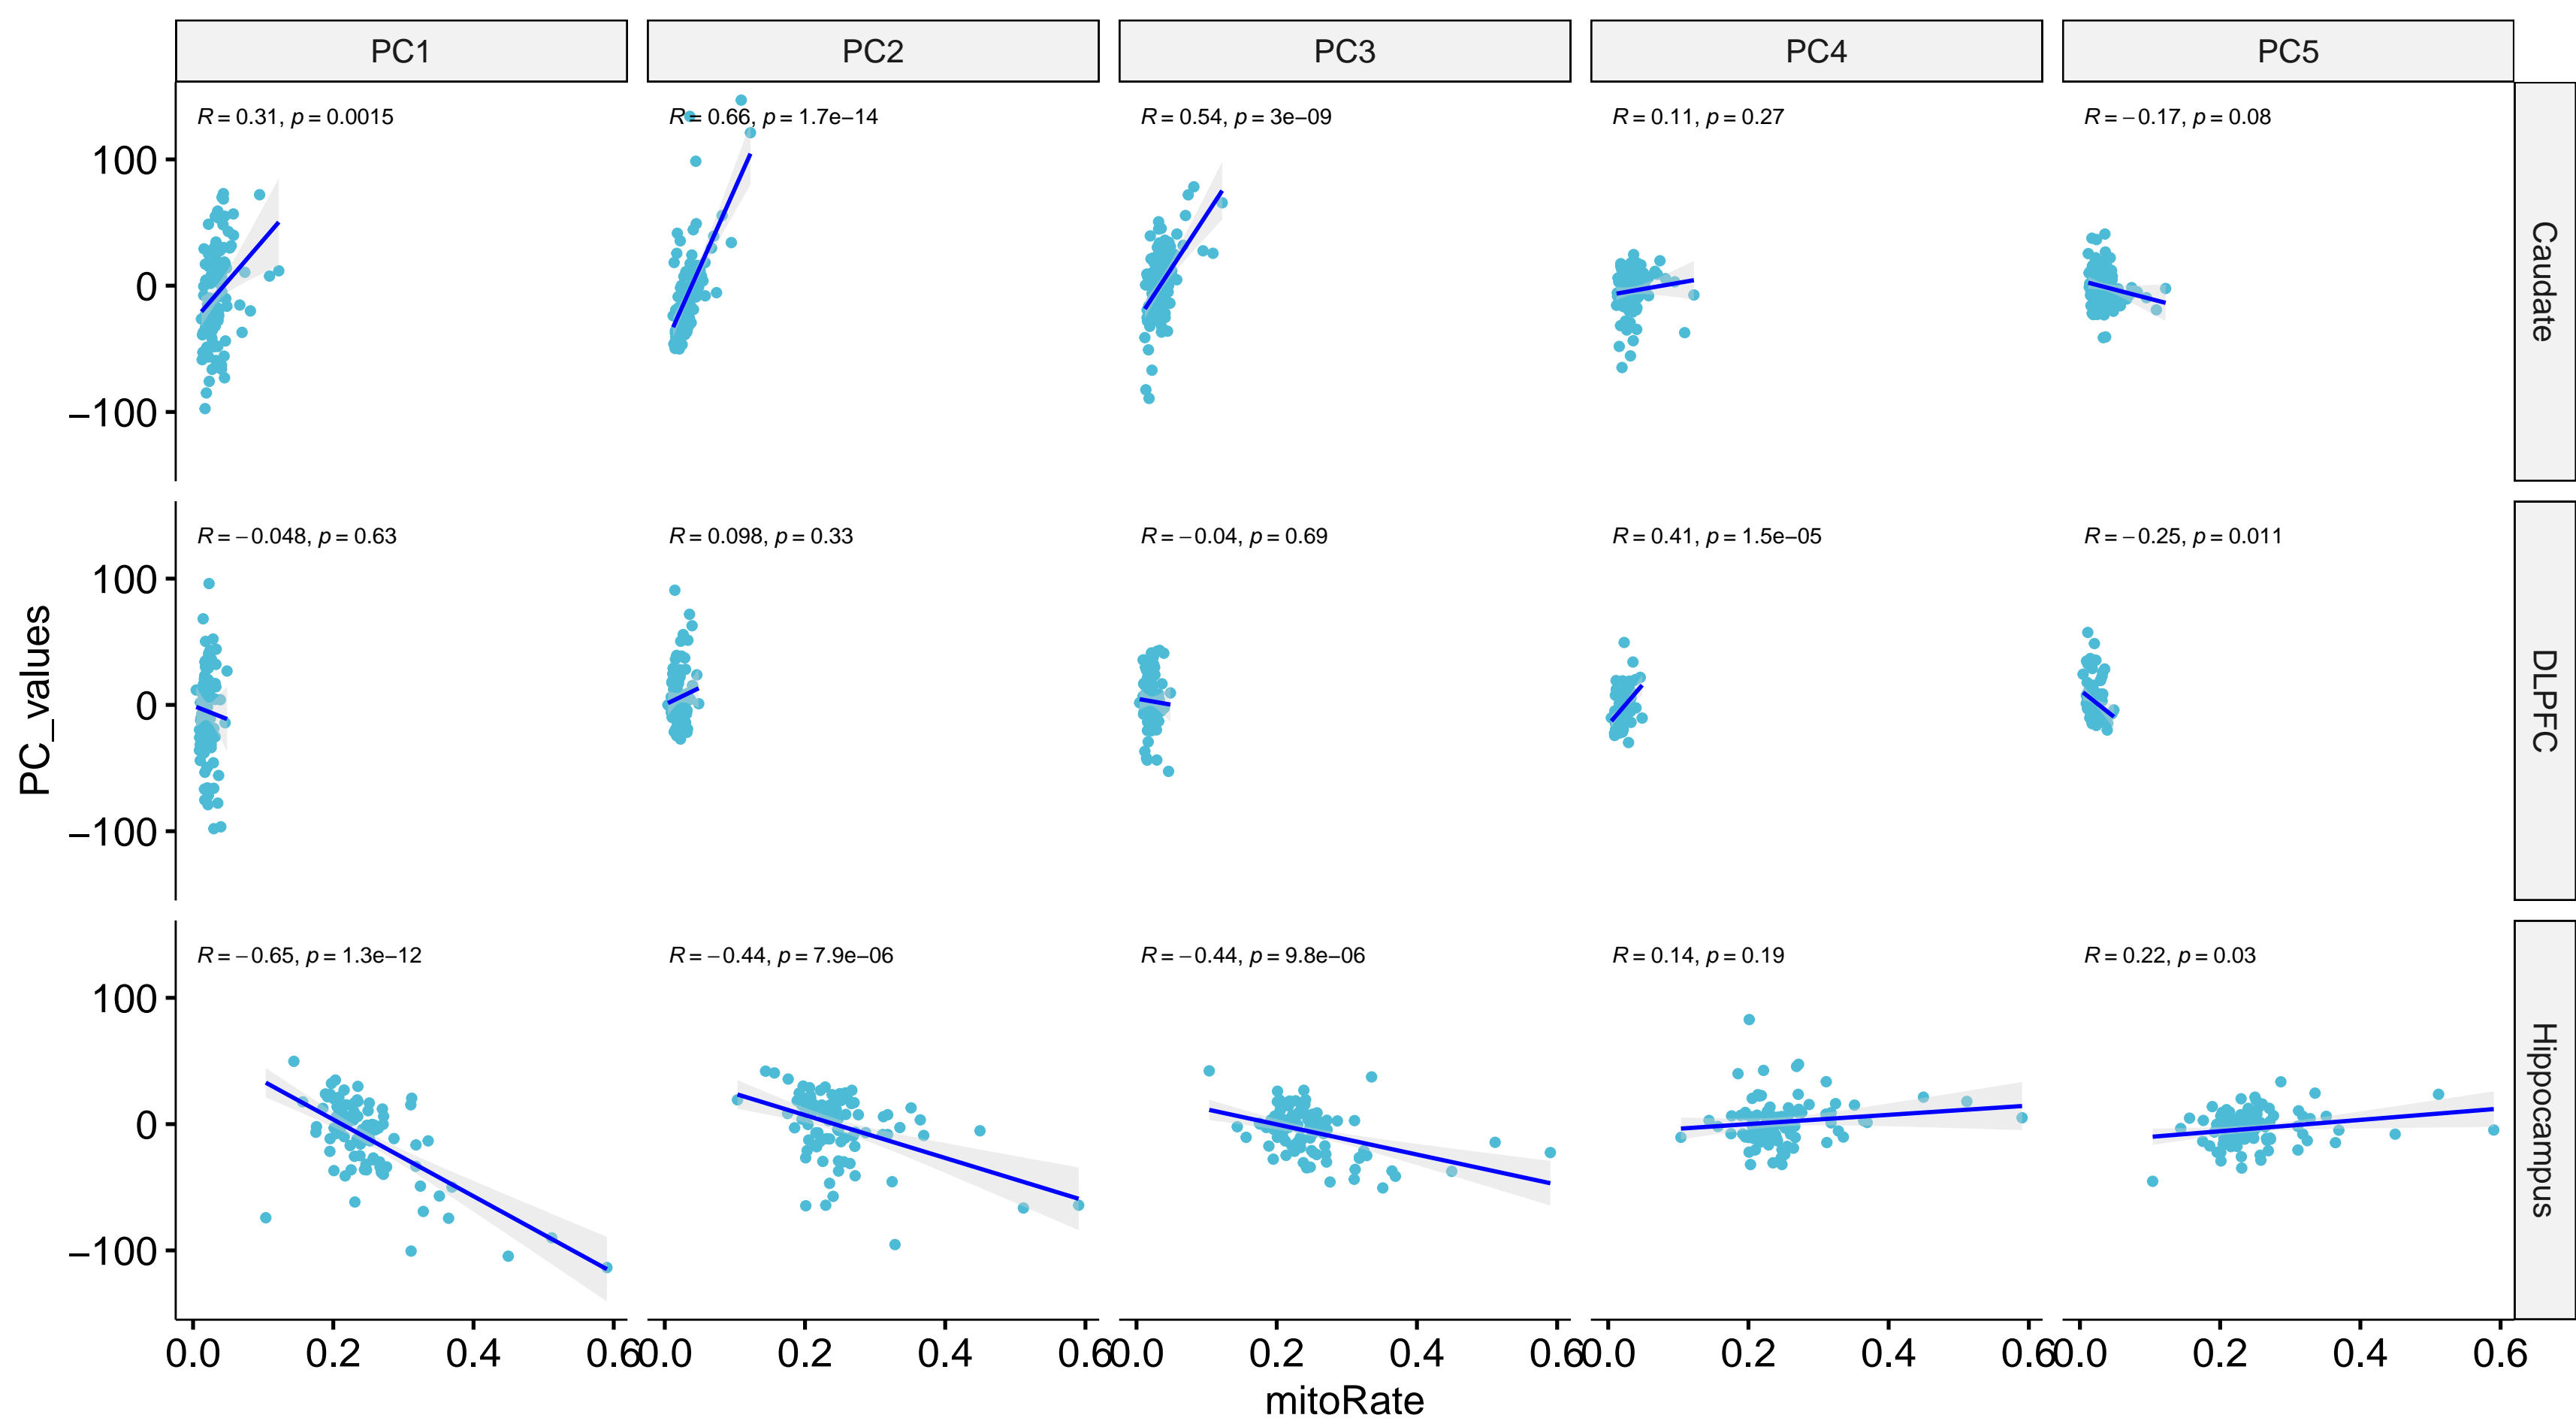 PC1 PC2 PC3 PC4 PC5
R = 0.31, p = 0.0015
R = 0.66, p = 1.7e−14
R = 0.54, p = 3e−09
R = 0.11, p = 0.27
R = −0.17, p = 0.08
100
0
−100
Caudate
R = −0.048, p = 0.63
R = 0.098, p = 0.33
R = −0.04, p = 0.69
R = 0.41, p = 1.5e−05
R = −0.25, p = 0.011
100
0
−100
DLPFC
PC_values
R = −0.65, p = 1.3e−12
R = −0.44, p = 7.9e−06
R = −0.44, p = 9.8e−06
R = 0.14, p = 0.19
R = 0.22, p = 0.03
100
0
−100
Hippocampus
0.0 0.2 0.4 0.6 0.0 0.2 0.4 0.6 0.0 0.2 0.4 0.6 0.0 0.2 0.4 0.6 0.0 0.2 0.4 0.6
mitoRate